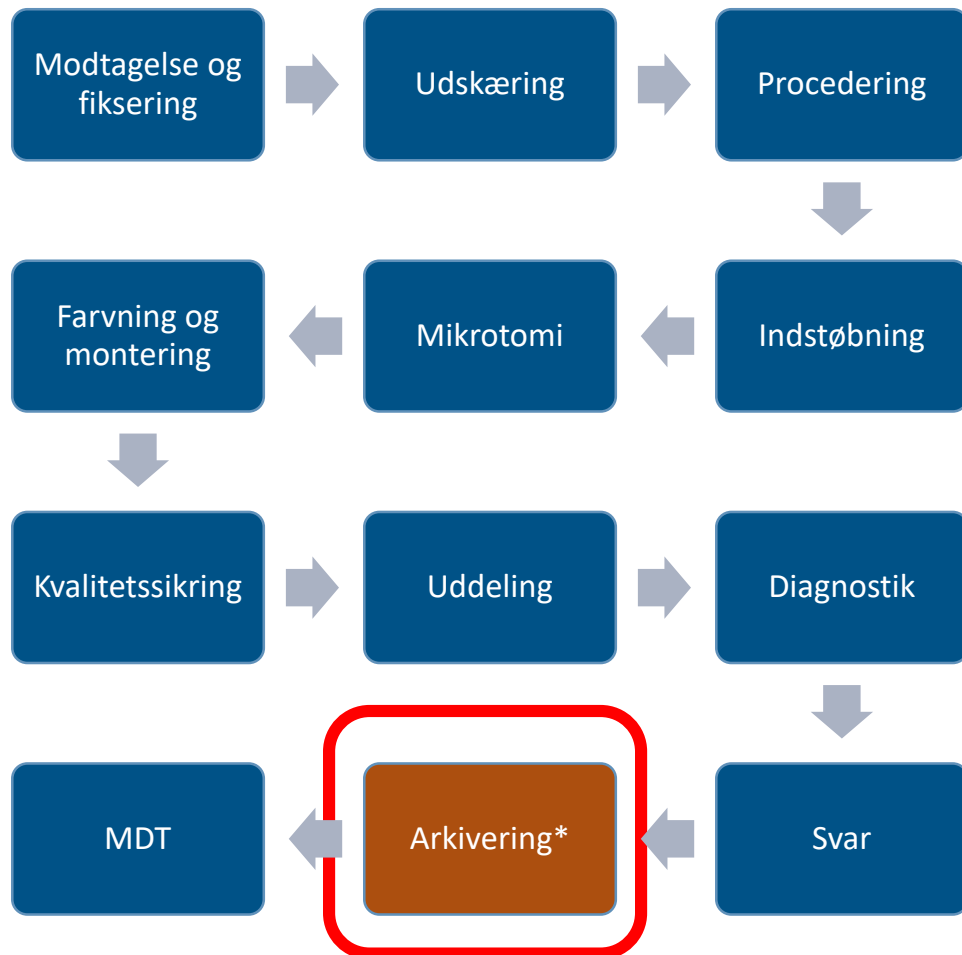 Modtagelse og
fiksering
Udskæring
Procedering
Indstøbning
Mikrotomi
Farvning og
montering
Kvalitetssikring
Uddeling
Diagnostik
Svar
Arkivering*
MDT